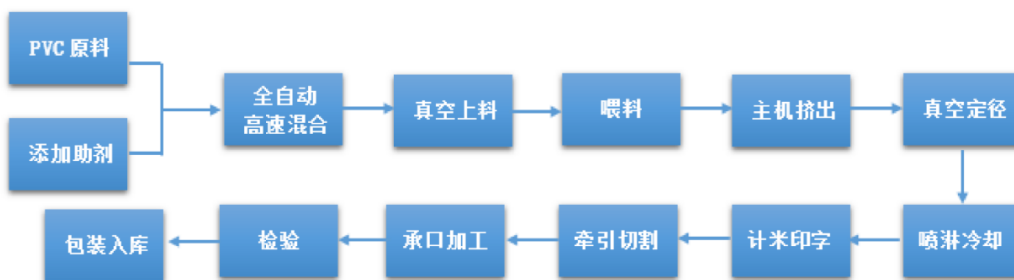 PVC 原料
添加助剂
全自动
高速混合
真空上料
喂料
主机挤出
真空定径
喷淋冷却
计米印字
牵引切割
承口加工
检验
包装入库